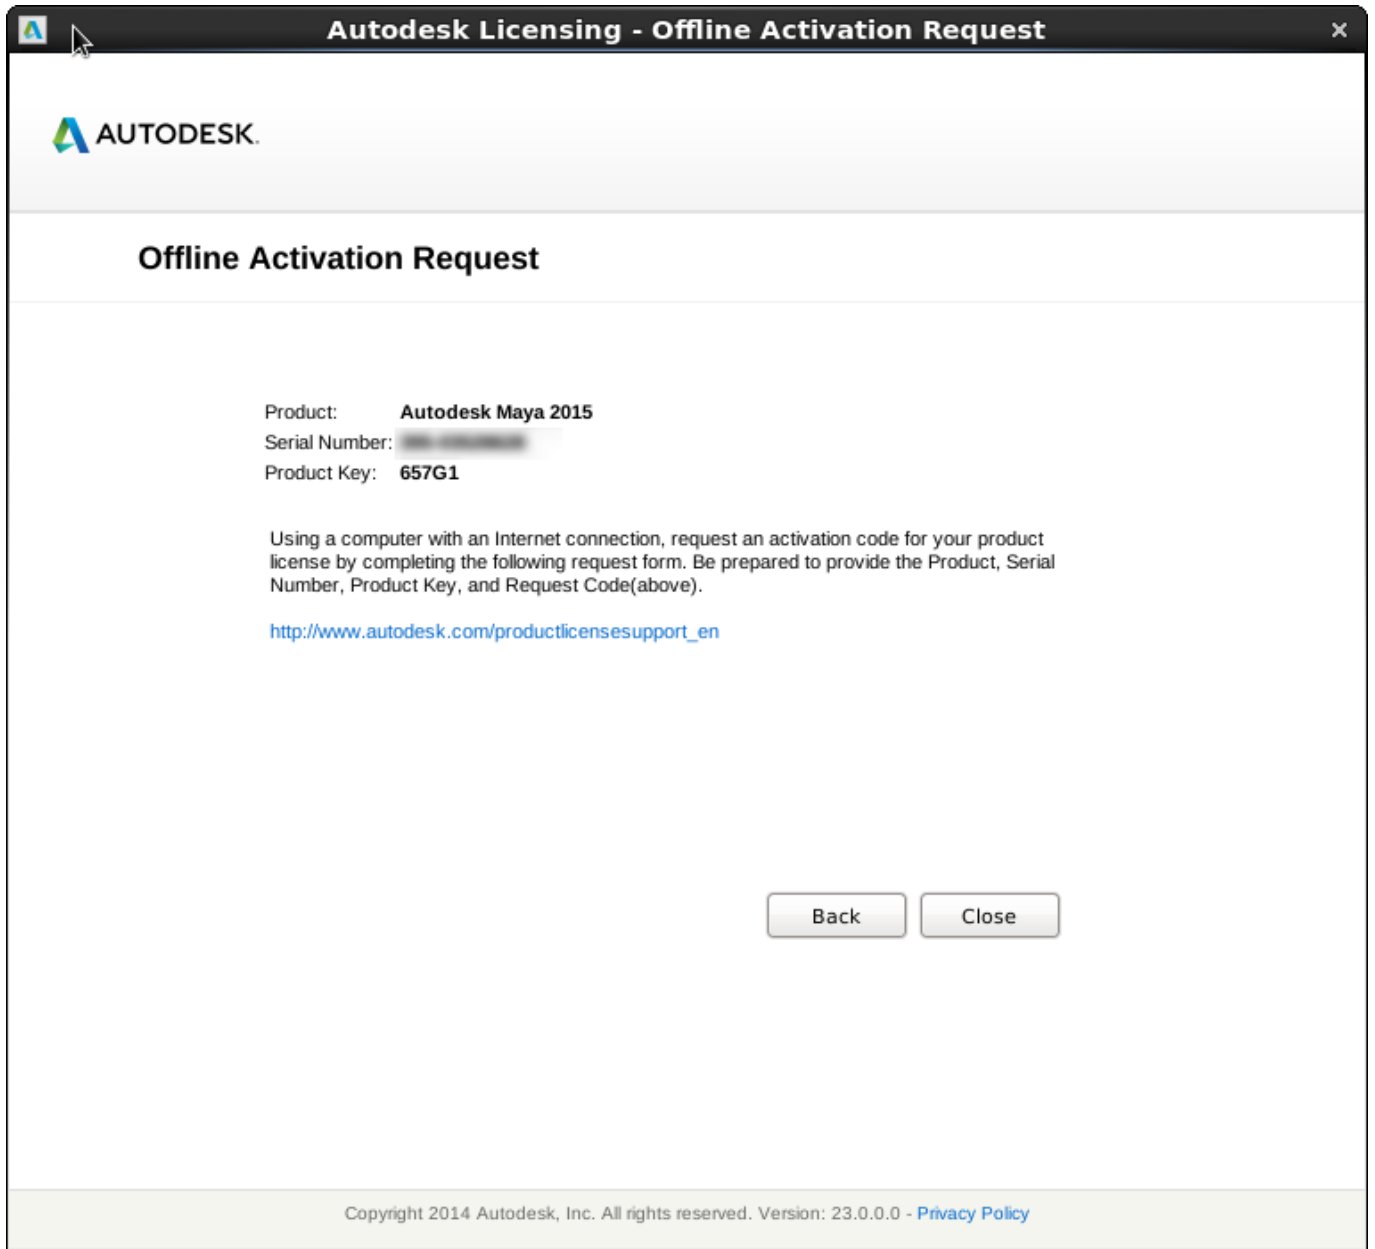 Autodesk Licensing - Offline Activation Request
AUTODESK.
Offline Activation Request
Product: Autodesk Maya 2015
Serial Number:
Product Key: 657G1
Using a computer with an Internet connection, request an activation code for your product
license by completing the following request form. Be prepared to provide the Product, Serial
Number, Product Key, and Request Code(above).
http://www.autodesk.com/productlicensesupport_en
Back Close
Copyright 2014 Autodesk, Inc. All rights reserved. Version: 23.0.0.0 - Privacy Policy